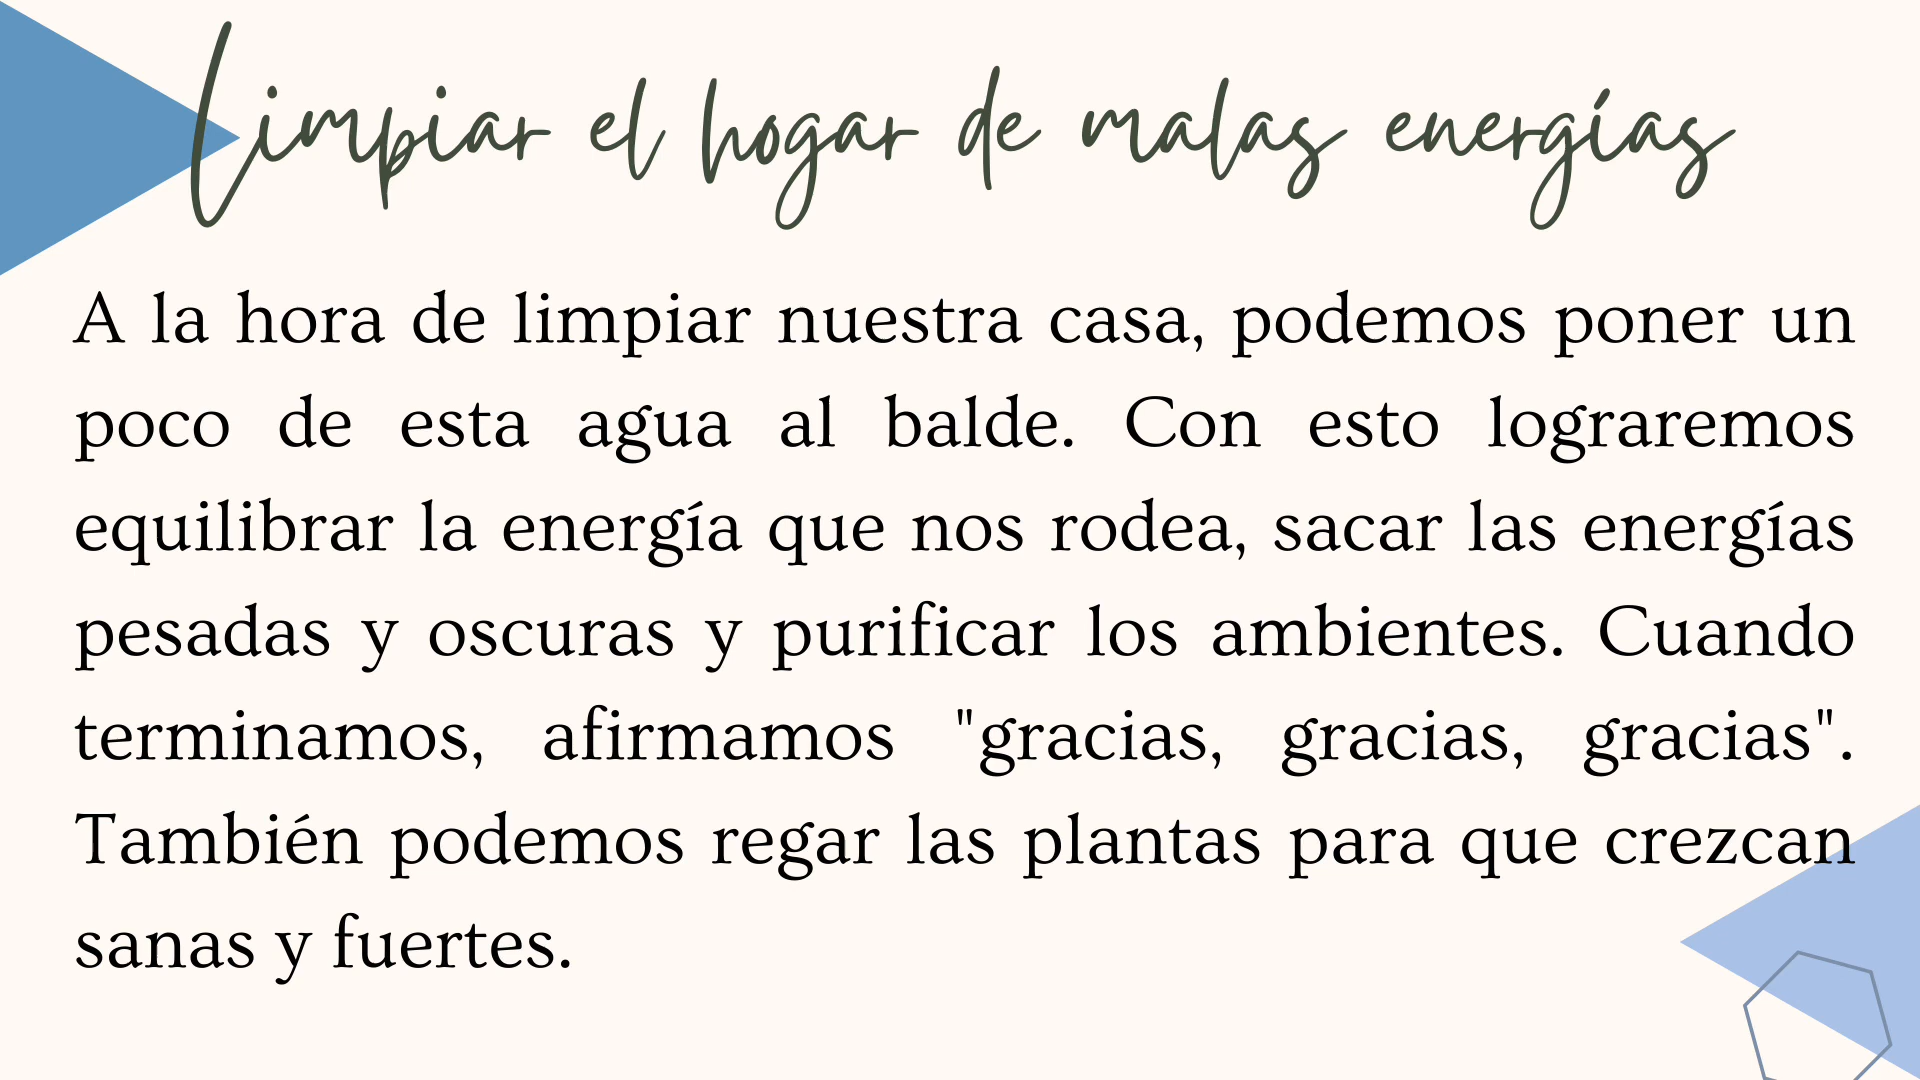 Limpiar el hogar de malas energías
A la hora de limpiar nuestra casa, podemos poner un
poco de esta agua al balde. Con esto lograremos
equilibrar la energía que nos rodea, sacar las energías
pesadas y oscuras y purificar los ambientes. Cuando
terminamos, afirmamos "gracias, gracias, gracias".
También podemos regar las plantas para que crezcan
sanas y fuertes.